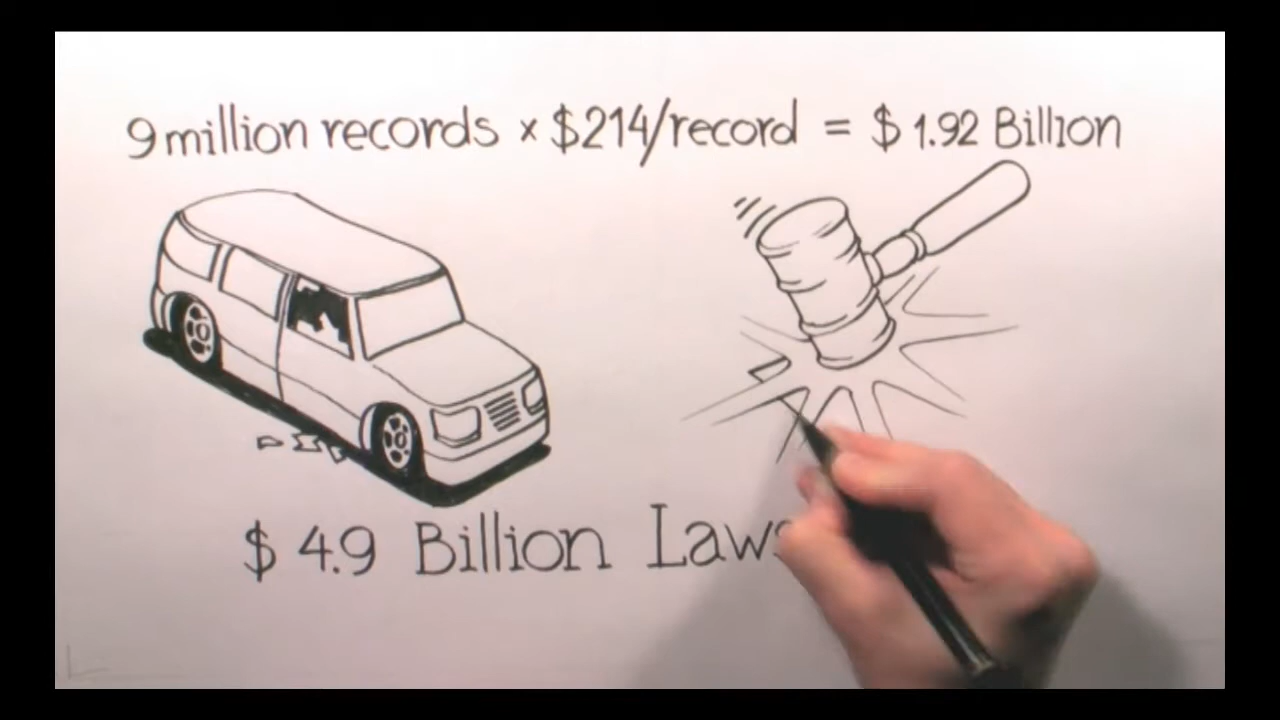 9 million records × $214/record = $ 1.92 Billion
$ 4.9 Billion